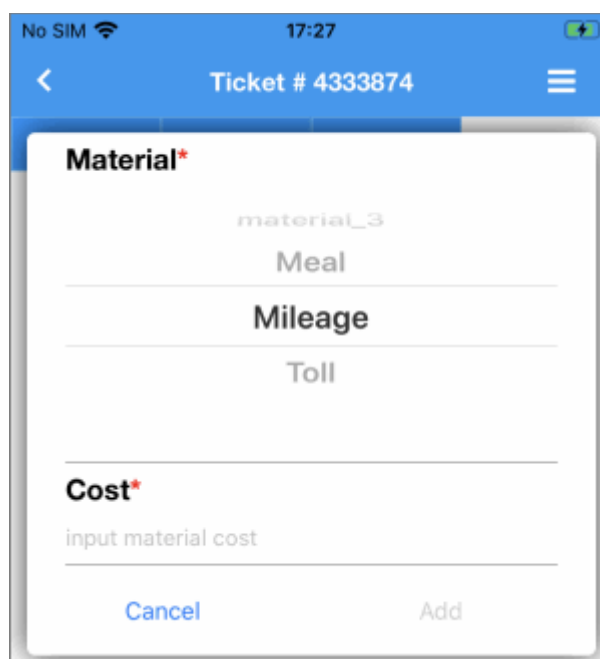 No SIM 17:27
Ticket # 4333874
Material*
material_3
Meal
Mileage
Toll
Cost*
input material cost
Cancel Add